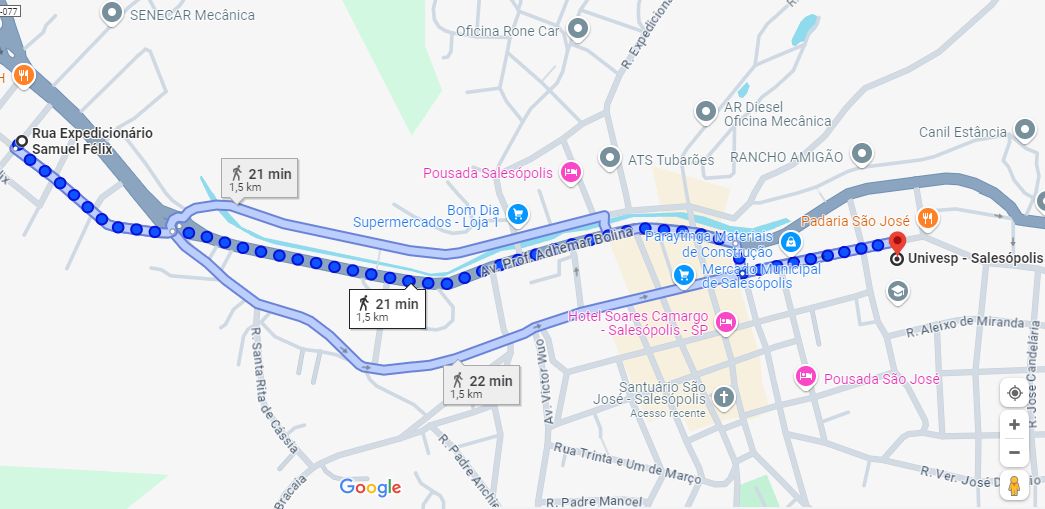 -077
SENECAR Mecânica
Oficina Rone Car
R. Expedicion
H
Rua Expedicionário
Samuel Félix
AR Diesel
Oficina Mecânica
Canil Estância
ATS Tubarões
RANCHO AMIGÃO
lix
21 min
1,5 km
Pousada Salesópolis
Bom Dia
Supermercados - Loja 1
Padaria São José
Av. Prof. Adhemar Bolina
Paraytinga Materiais
de Construção
Univesp - Salesópolis
Mercado Municipal
de Salesópolis
21 min
1,5 km
Hotel Soares Camargo
- Salesópolis - SP
R. Aleixo de Miranda
R. Santa Rita de Cássia
Av. Victor Wuo
R. Jose Candelária
22 min
1,5 km
Pousada São José
Santuário São
José - Salesópolis
Acesso recente
R. Padre Anchie
Rua Trinta e Um de Março
R. Ver. José D
Bracaia
Google
R. Padre Manoel